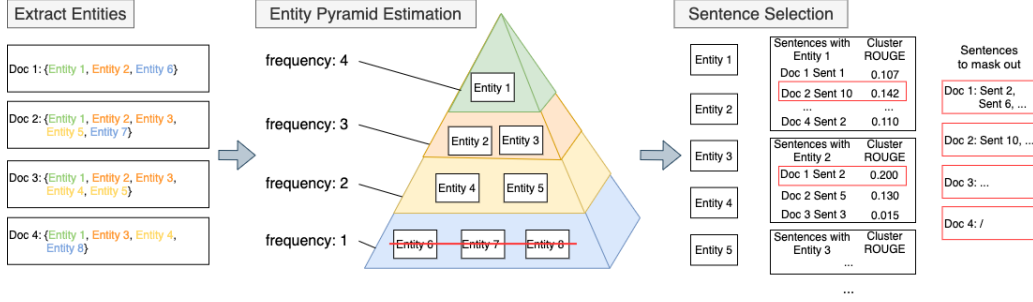 Extract Entities
Doc 1: {Entity 1, Entity 2, Entity 6}
Doc 2: {Entity 1, Entity 2, Entity 3,
Entity 5, Entity 7}
Doc 3: {Entity 1, Entity 2, Entity 3,
Entity 4, Entity 5}
Doc 4: {Entity 1, Entity 3, Entity 4,
Entity 8}
Entity Pyramid Estimation
frequency: 4
frequency: 3
frequency: 2
frequency: 1
Entity 1
Entity 2 Entity 3
Entity 4 Entity 5
Entity 6 Entity 7 Entity 8
Sentence Selection
Entity 1
Entity 2
Entity 3
Entity 4
Entity 5
Sentences with Cluster
Entity 1 ROUGE
Doc 1 Sent 1 0.107
Doc 2 Sent 10 0.142
... ...
Doc 4 Sent 2 0.110
Sentences with Cluster
Entity 2 ROUGE
Doc 1 Sent 2 0.200
Doc 2 Sent 5 0.130
Doc 3 Sent 3 0.015
Sentences with Cluster
Entity 3 ROUGE
...
...
Sentences
to mask out
Doc 1: Sent 2,
Sent 6, ...
Doc 2: Sent 10, ...
Doc 3: ...
Doc 4: /